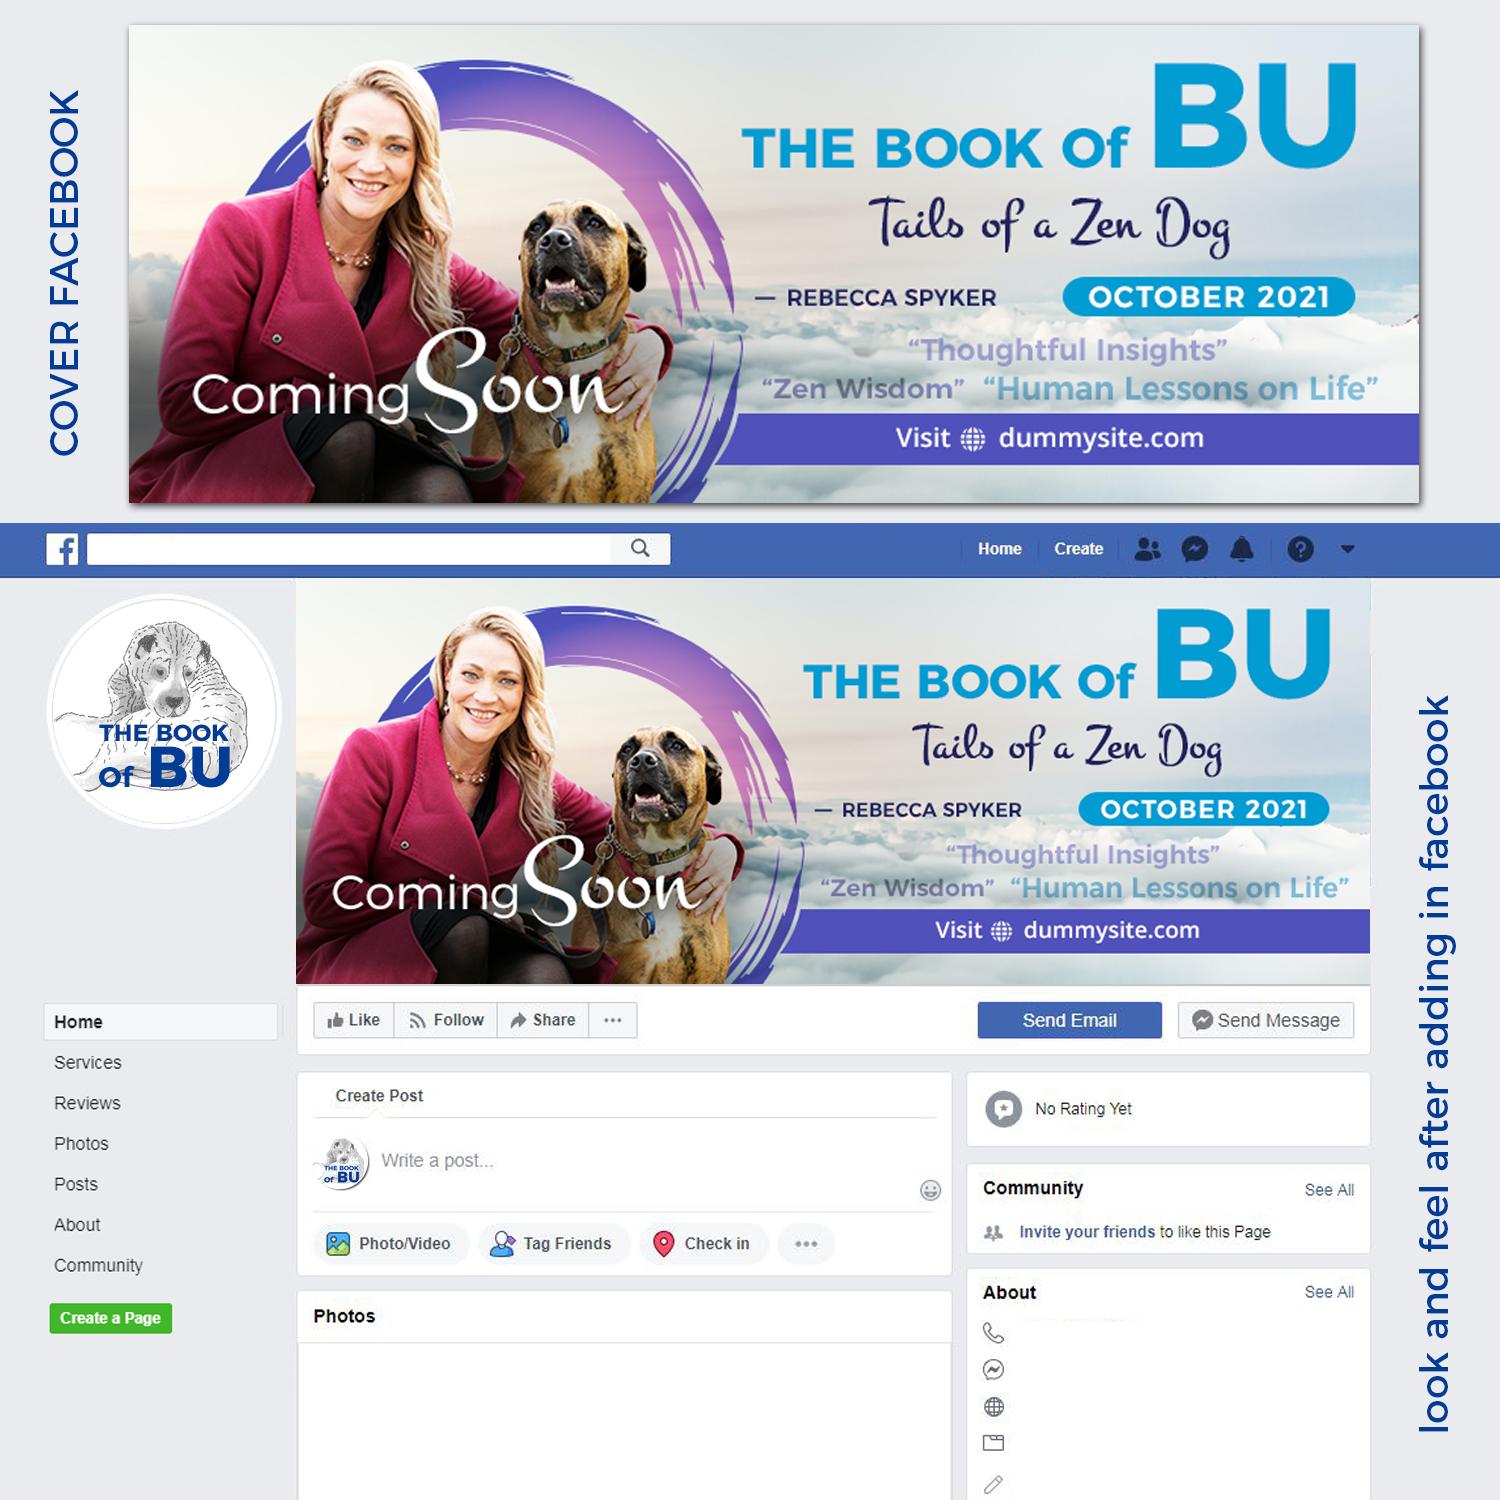 COVER FACEBOOK
THE BOOK Of BU
Tails of a Zen Dog
— REBECCA SPYKER
OCTOBER 2021
“Thoughtful Insights”
“Zen Wisdom” “Human Lessons on Life”
Coming Soon
Visit dummysite.com
f
Home
Create
?
THE BOOK
Of BU
THE BOOK Of BU
Tails of a Zen Dog
— REBECCA SPYKER
OCTOBER 2021
“Thoughtful Insights”
“Zen Wisdom” “Human Lessons on Life”
Coming Soon
Visit dummysite.com
look and feel after adding in facebook
Home
Services
Reviews
Photos
Posts
About
Community
Create a Page
Like
Follow
Share
...
Send Email
Send Message
Create Post
THE BOOK
of BU
Write a post...
Photo/Video
Tag Friends
Check in
...
Photos
No Rating Yet
Community
See All
Invite your friends to like this Page
About
See All